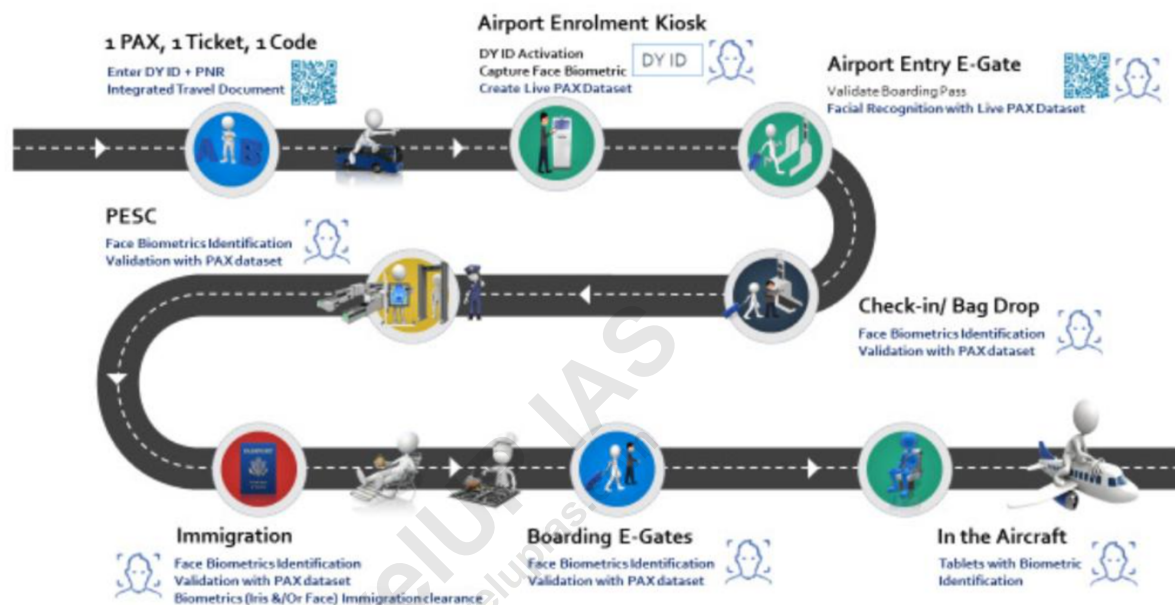 1 PAX, 1 Ticket, 1 Code
Enter DY ID + PNR
Integrated Travel Document
Airport Enrolment Kiosk
DY ID Activation
Capture Face Biometric
Create Live PAX Dataset
DY ID
Airport Entry E-Gate
Validate Boarding Pass
Facial Recognition with Live PAX Dataset
A B
PESC
Face Biometrics Identification
Validation with PAX dataset
Check-in/ Bag Drop
Face Biometrics Identification
Validation with PAX dataset
PASSPORT
Immigration
Face Biometrics Identification
Validation with PAX dataset
Biometrics (Iris &/Or Face) Immigration clearance
Boarding E-Gates
Face Biometrics Identification
Validation with PAX dataset
In the Aircraft
Tablets with Biometric
Identification